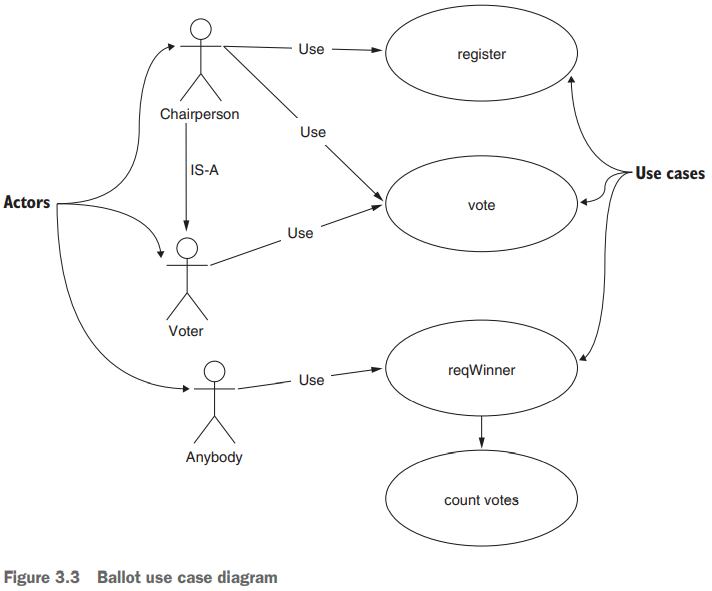 Use
register
Chairperson
Use
IS-A
Actors
Use cases
vote
Use
Voter
reqWinner
Use
Anybody
count votes
Figure 3.3 Ballot use case diagram